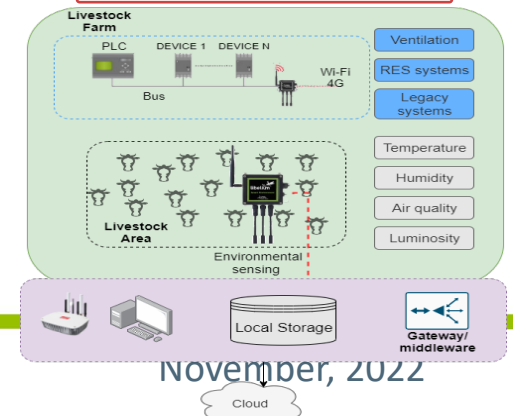 Livestock
Farm
PLC
DEVICE 1
DEVICE N
Wi-Fi
4G
Bus
Ventilation
RES systems
Legacy
systems
Temperature
Humidity
Air quality
Luminosity
libelium
Livestock
Area
Environmental
sensing
Local Storage
Gateway/
middleware
November, 2022
Cloud